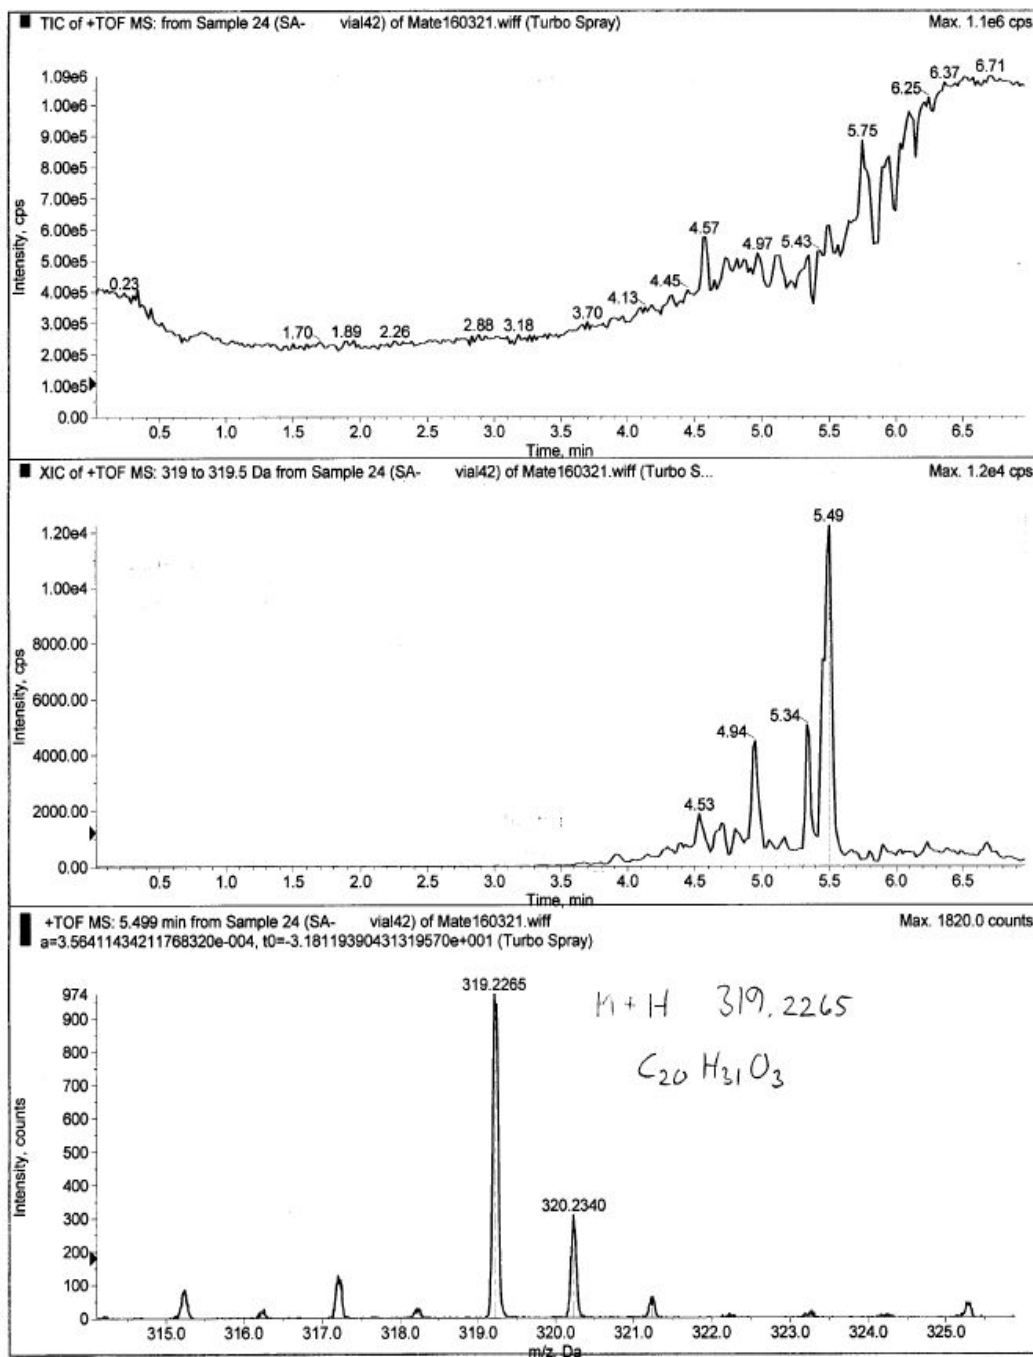 TIC of +TOF MS: from Sample 24 (SA- vial42) of Mate160321.wiff (Turbo Spray) Max. 1.1e6 cps
1.09e6
1.00e6
9.00e5
8.00e5
7.00e5
6.00e5
5.00e5
4.00e5
3.00e5
2.00e5
1.00e5
0.00
Intensity, cps
0.23
1.70
1.89
2.26
2.88
3.18
3.70
4.13
4.45
4.57
4.97
5.43
5.75
6.25
6.37
6.71
0.5 1.0 1.5 2.0 2.5 3.0 3.5 4.0 4.5 5.0 5.5 6.0 6.5
Time, min
XIC of +TOF MS: 319 to 319.5 Da from Sample 24 (SA- vial42) of Mate160321.wiff (Turbo S... Max. 1.2e4 cps
1.20e4
1.00e4
8000.00
6000.00
4000.00
2000.00
0.00
Intensity, cps
4.53
4.94
5.34
5.49
0.5 1.0 1.5 2.0 2.5 3.0 3.5 4.0 4.5 5.0 5.5 6.0 6.5
Time, min
+TOF MS: 5.499 min from Sample 24 (SA- vial42) of Mate160321.wiff Max. 1820.0 counts
a=3.56411434211768320e-004, t0=-3.18119390431319570e+001 (Turbo Spray)
974
900
800
700
600
500
400
300
200
100
0
Intensity, counts
319.2265
320.2340
M+H 319.2265
C20 H31 O3
315.0 316.0 317.0 318.0 319.0 320.0 321.0 322.0 323.0 324.0 325.0
m/z, Da